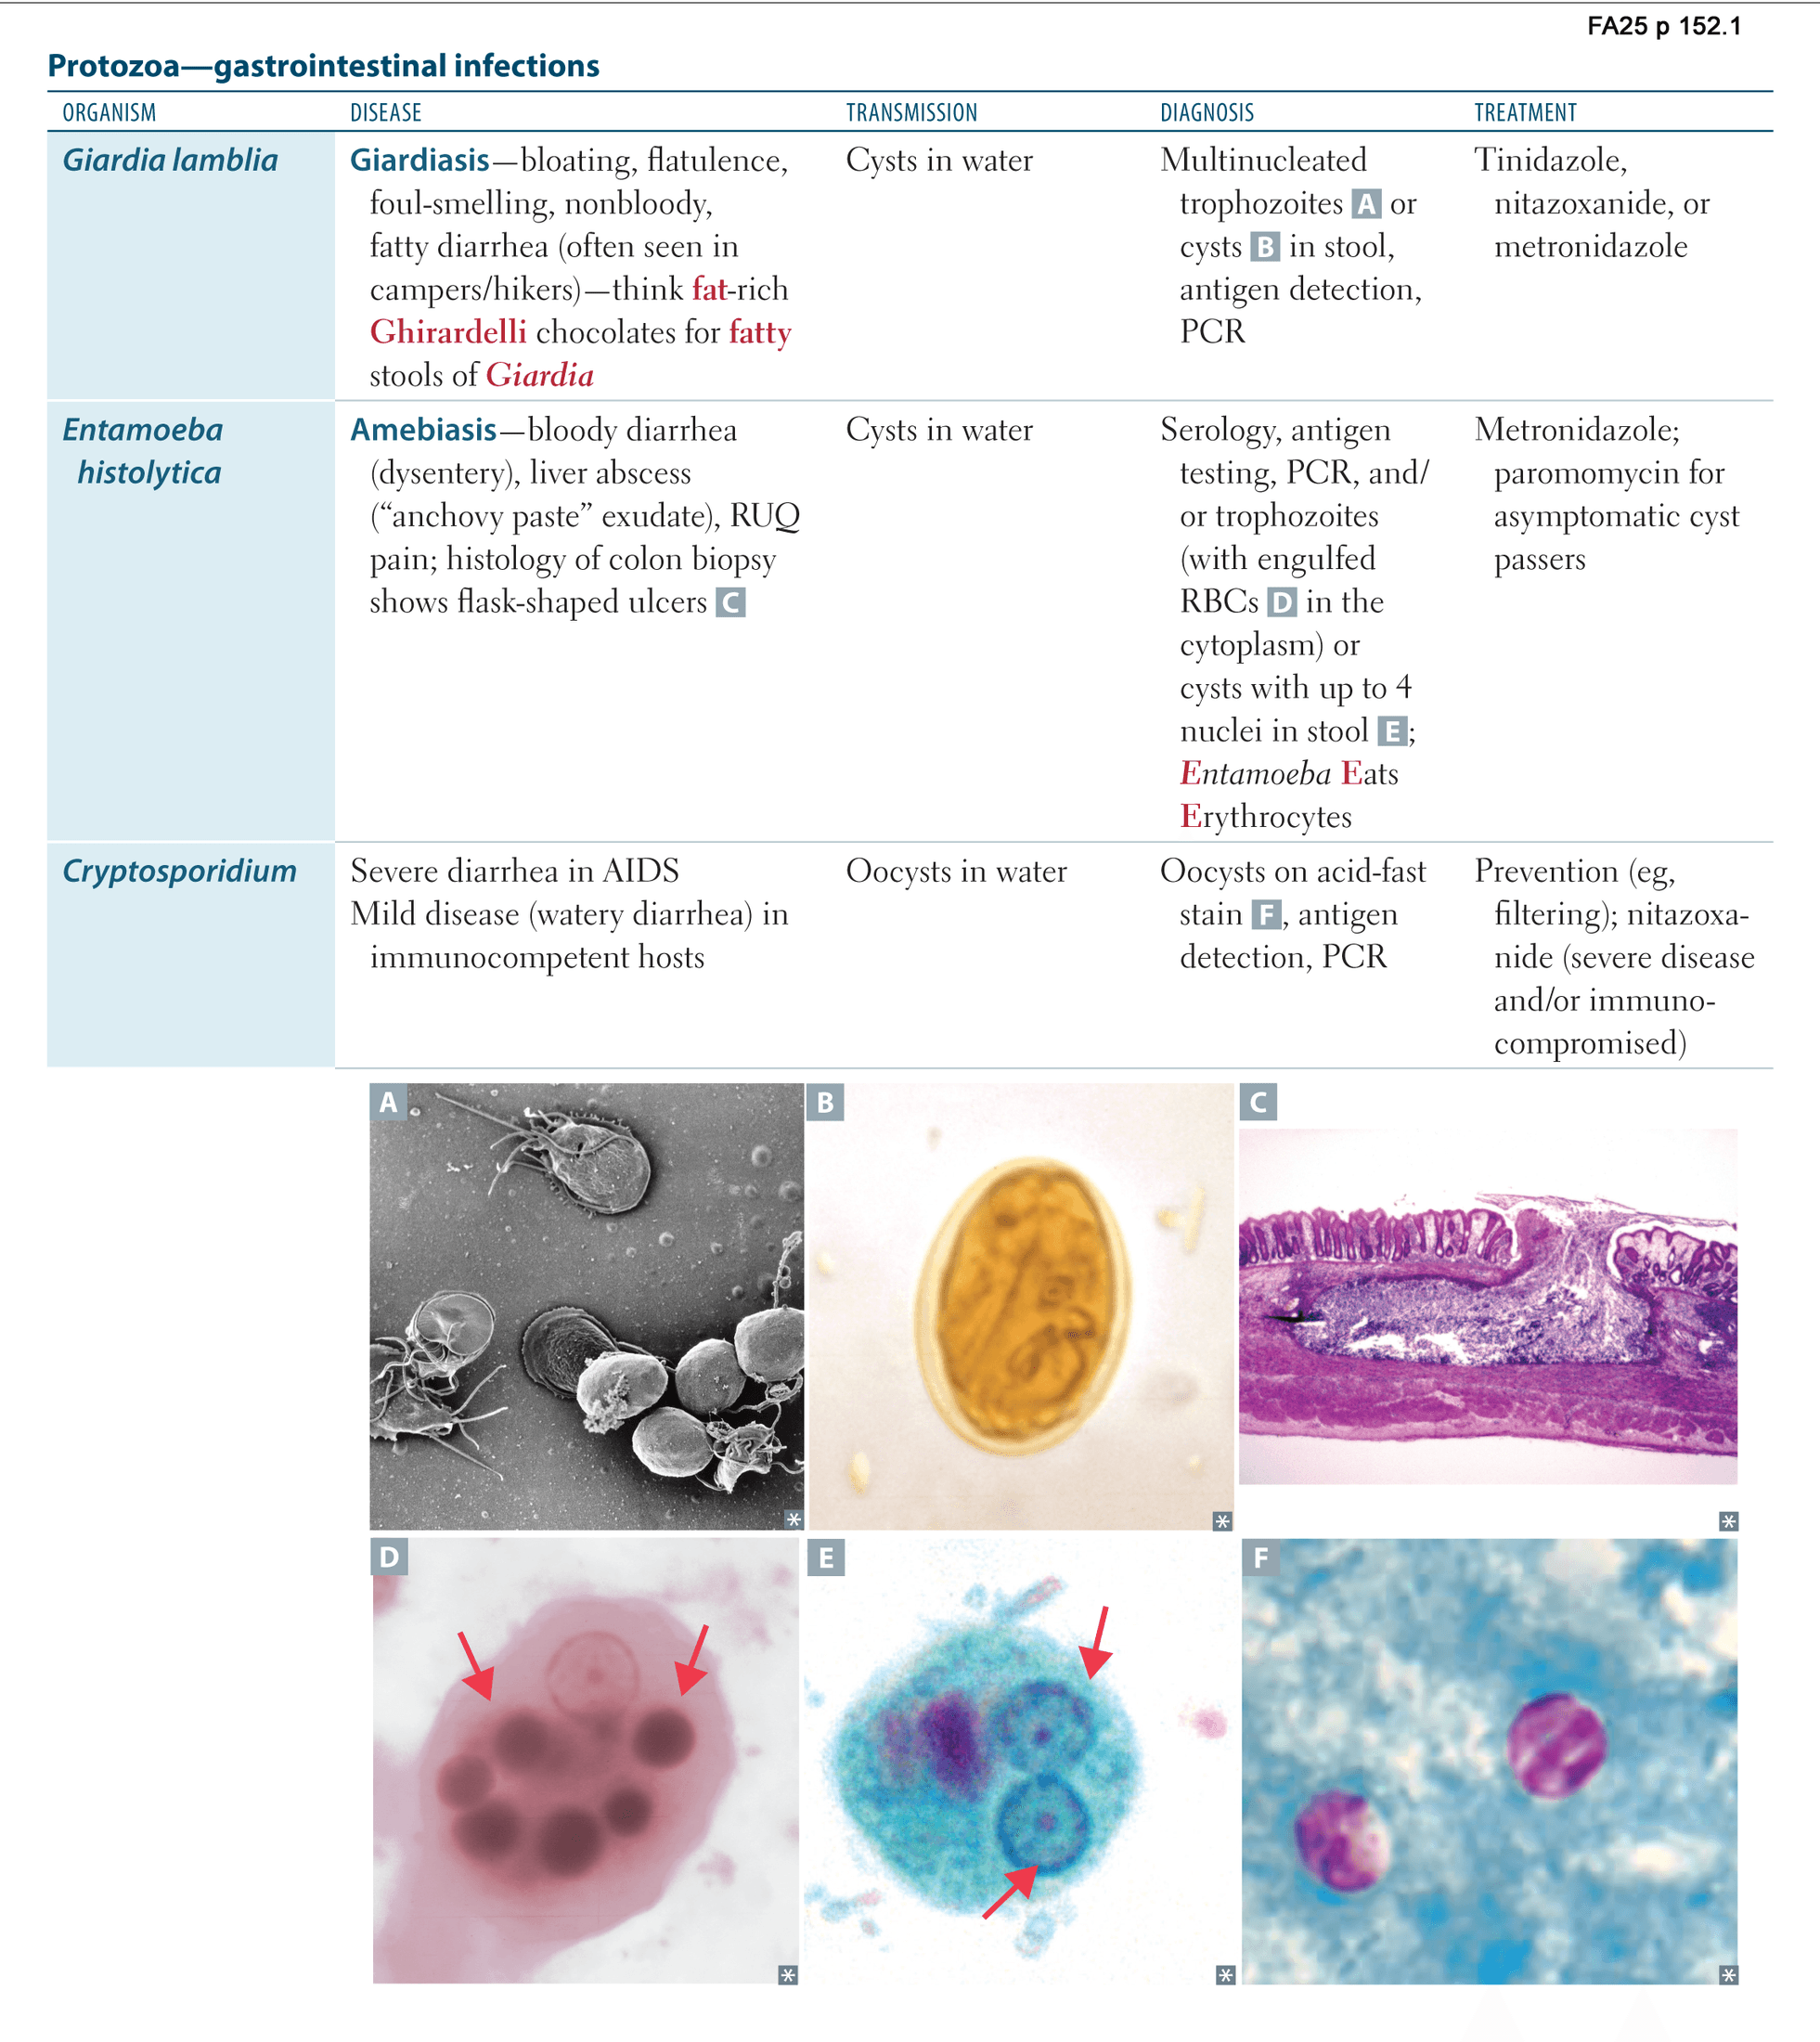 FA25 p 152.1
Protozoa—gastrointestinal infections
ORGANISM DISEASE TRANSMISSION DIAGNOSIS TREATMENT
Giardia lamblia
Giardiasis—bloating, flatulence,
foul-smelling, nonbloody,
fatty diarrhea (often seen in
campers/hikers)—think fat-rich
Ghirardelli chocolates for fatty
stools of Giardia
Cysts in water
Multinucleated
trophozoites A or
cysts B in stool,
antigen detection,
PCR
Tinidazole,
nitazoxanide, or
metronidazole
Entamoeba
histolytica
Amebiasis—bloody diarrhea
(dysentery), liver abscess
(“anchovy paste” exudate), RUQ
pain; histology of colon biopsy
shows flask-shaped ulcers C
Cysts in water
Serology, antigen
testing, PCR, and/
or trophozoites
(with engulfed
RBCs D in the
cytoplasm) or
cysts with up to 4
nuclei in stool E;
Entamoeba Eats
Erythrocytes
Metronidazole;
paromomycin for
asymptomatic cyst
passers
Cryptosporidium
Severe diarrhea in AIDS
Mild disease (watery diarrhea) in
immunocompetent hosts
Oocysts in water
Oocysts on acid-fast
stain F, antigen
detection, PCR
Prevention (eg,
filtering); nitazoxa-
nide (severe disease
and/or immuno-
compromised)
A B C
* * *
D E F
* * *